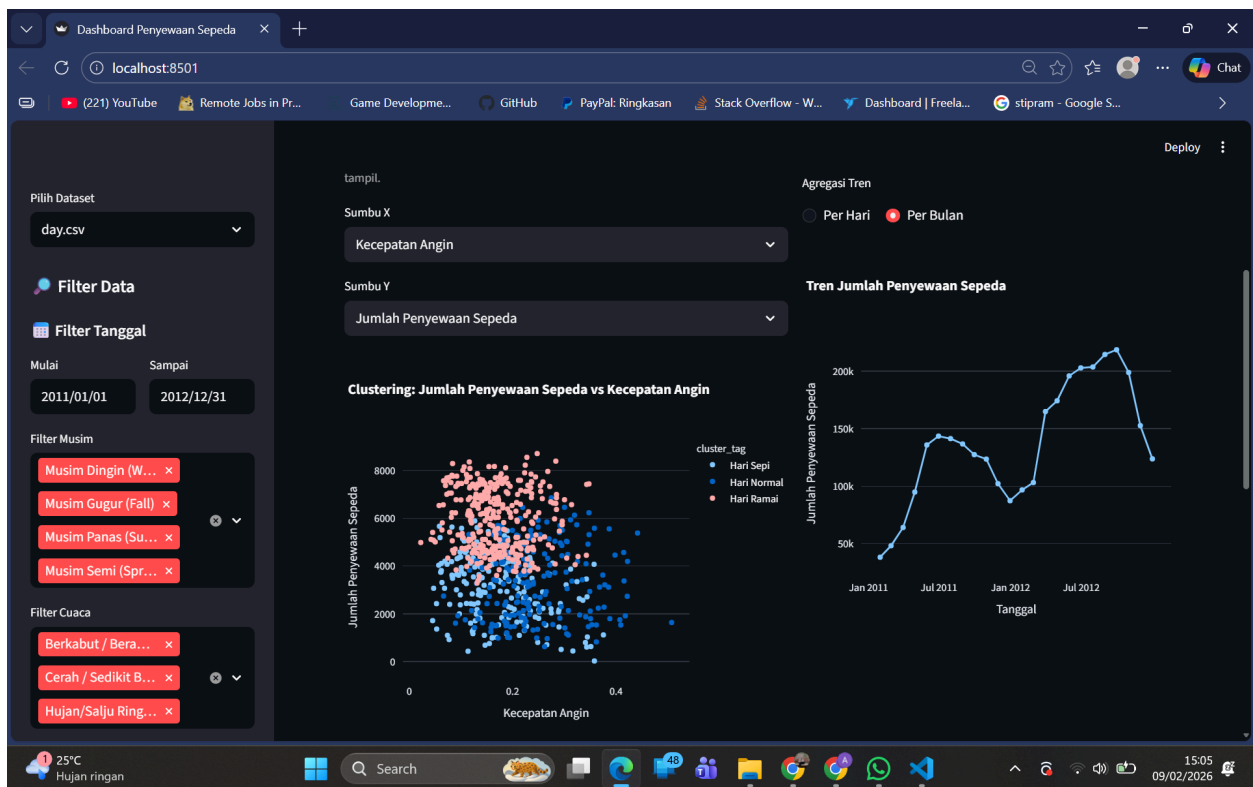 Dashboard Penyewaan Sepeda
localhost:8501
Chat
(221) YouTube
Remote Jobs in Pr...
Game Developme...
GitHub
PayPal: Ringkasan
Stack Overflow - W...
Dashboard | Freela...
stipram - Google S...
Deploy
Pilih Dataset
day.csv
Filter Data
Filter Tanggal
Mulai
Sampai
2011/01/01
2012/12/31
Filter Musim
Musim Dingin (W...
Musim Gugur (Fall)
Musim Panas (Su...
Musim Semi (Spr...
Filter Cuaca
Berkabut / Bera...
Cerah / Sedikit B...
Hujan/Salju Ring...
tampil.
Sumbu X
Kecepatan Angin
Sumbu Y
Jumlah Penyewaan Sepeda
Clustering: Jumlah Penyewaan Sepeda vs Kecepatan Angin
cluster_tag
Hari Sepi
Hari Normal
Hari Ramai
Jumlah Penyewaan Sepeda
8000
6000
4000
2000
0
0
0.2
0.4
Kecepatan Angin
Agregasi Tren
Per Hari
Per Bulan
Tren Jumlah Penyewaan Sepeda
Jumlah Penyewaan Sepeda
200k
150k
100k
50k
Jan 2011
Jul 2011
Jan 2012
Jul 2012
Tanggal
1
25°C
Hujan ringan
Search
48
15:05
09/02/2026